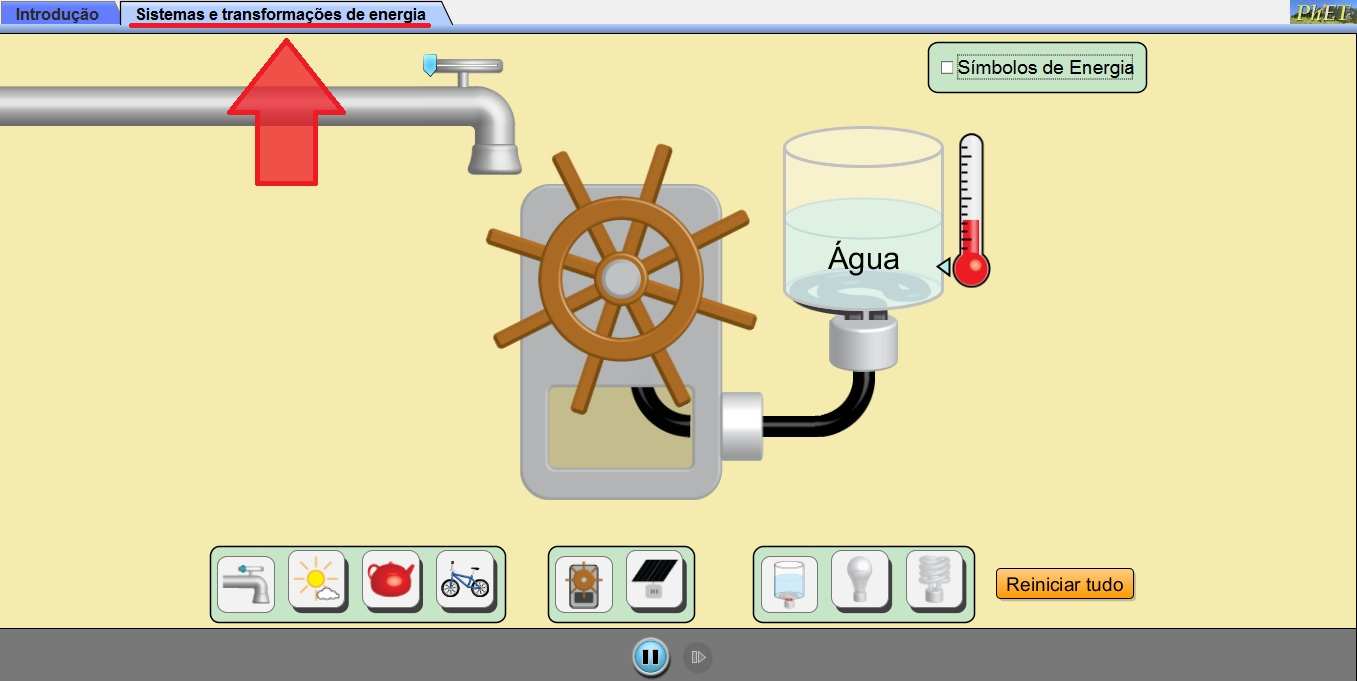 Introdução
Sistemas e transformações de energia
PhET
Símbolos de Energia
Água
Reiniciar tudo